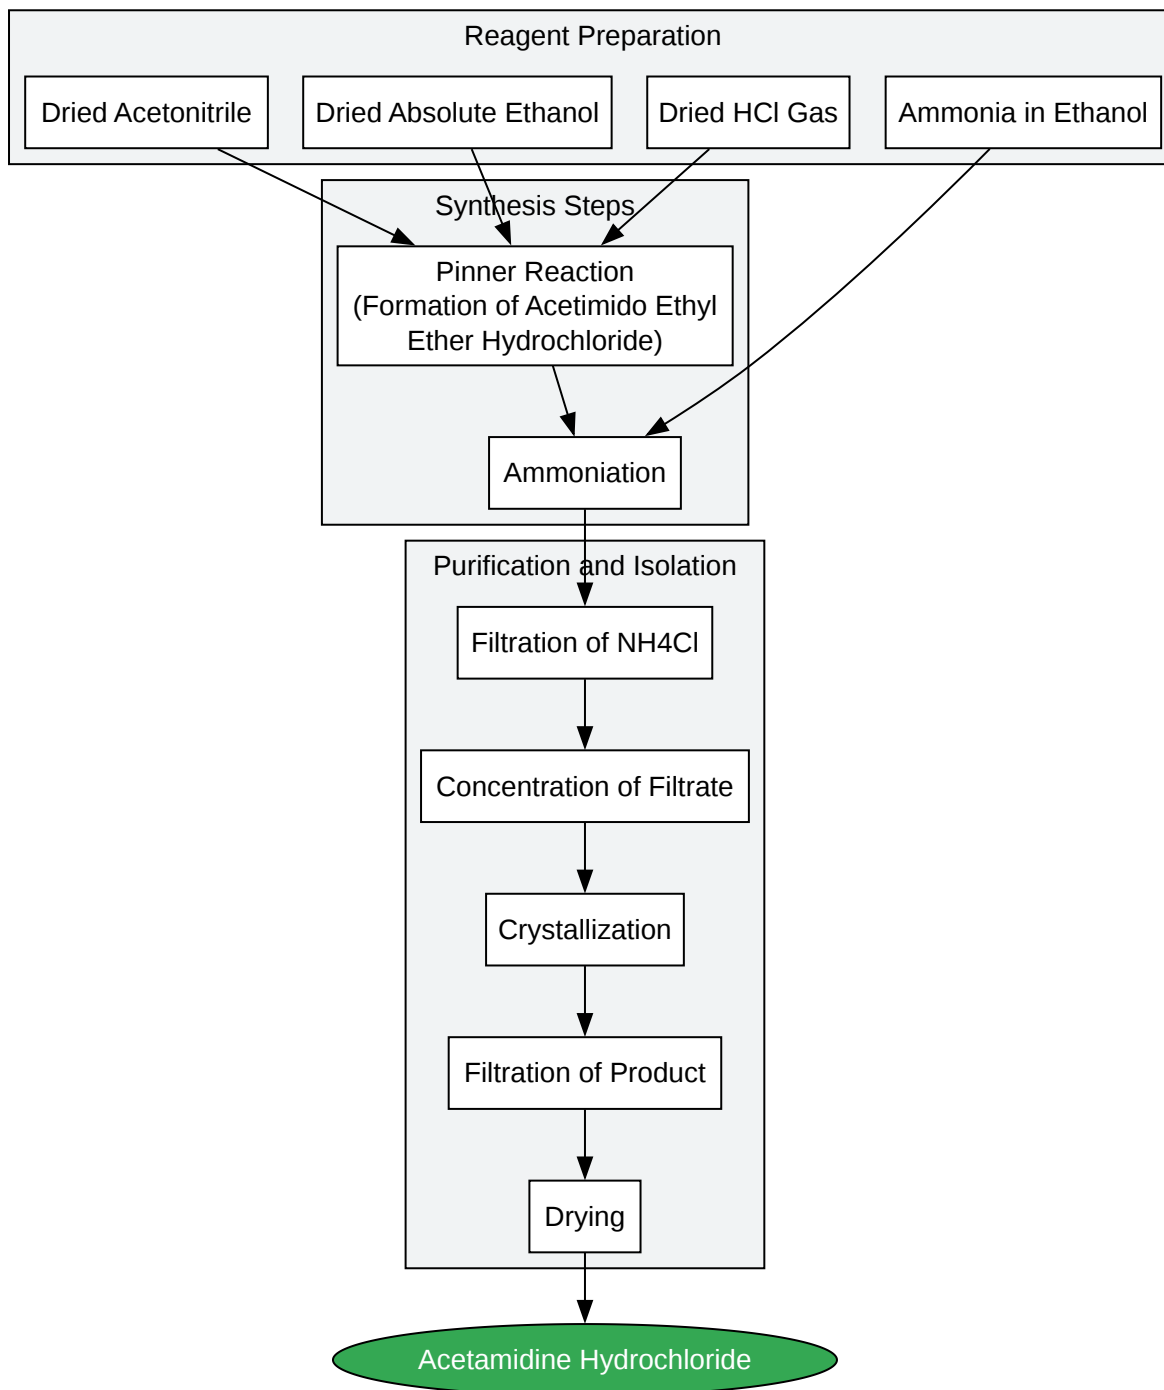 Reagent Preparation
Dried Acetonitrile
Dried Absolute Ethanol
Dried HCl Gas
Ammonia in Ethanol
Synthesis Steps
Pinner Reaction
(Formation of Acetimido Ethyl
Ether Hydrochloride)
Ammoniation
Purification and Isolation
Filtration of NH4Cl
Concentration of Filtrate
Crystallization
Filtration of Product
Drying
Acetamidine Hydrochloride